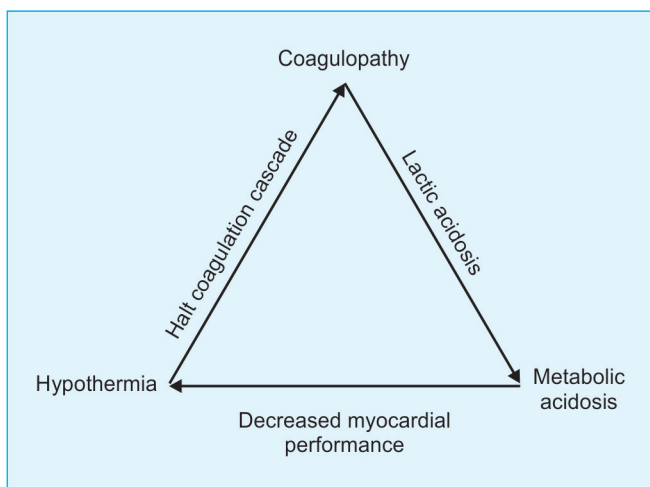 Coagulopathy
Halt coagulation cascade
Lactic acidosis
Hypothermia
Metabolic
acidosis
Decreased myocardial
performance